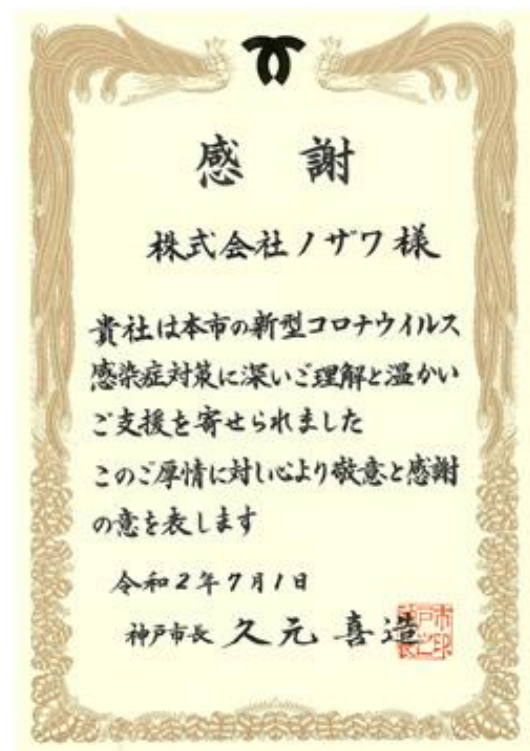 感 謝
株式会社ノザワ様
貴社は本市の新型コロナウイルス
感染症対策に深いご理解と温かい
ご支援を寄せられました
このご厚情に対し心より敬意と感謝
の意を表します
令和2年7月1日
神戸市長 久元 喜造